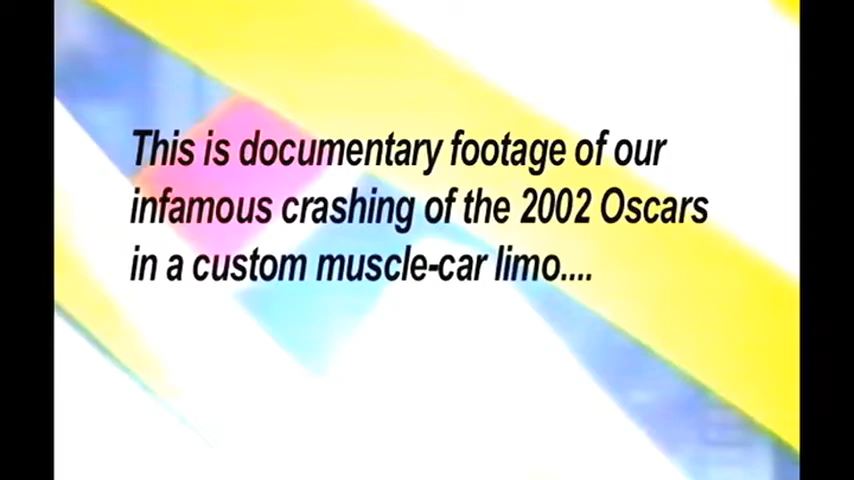 This is documentary footage of our
infamous crashing of the 2002 Oscars
in a custom muscle-car limo....